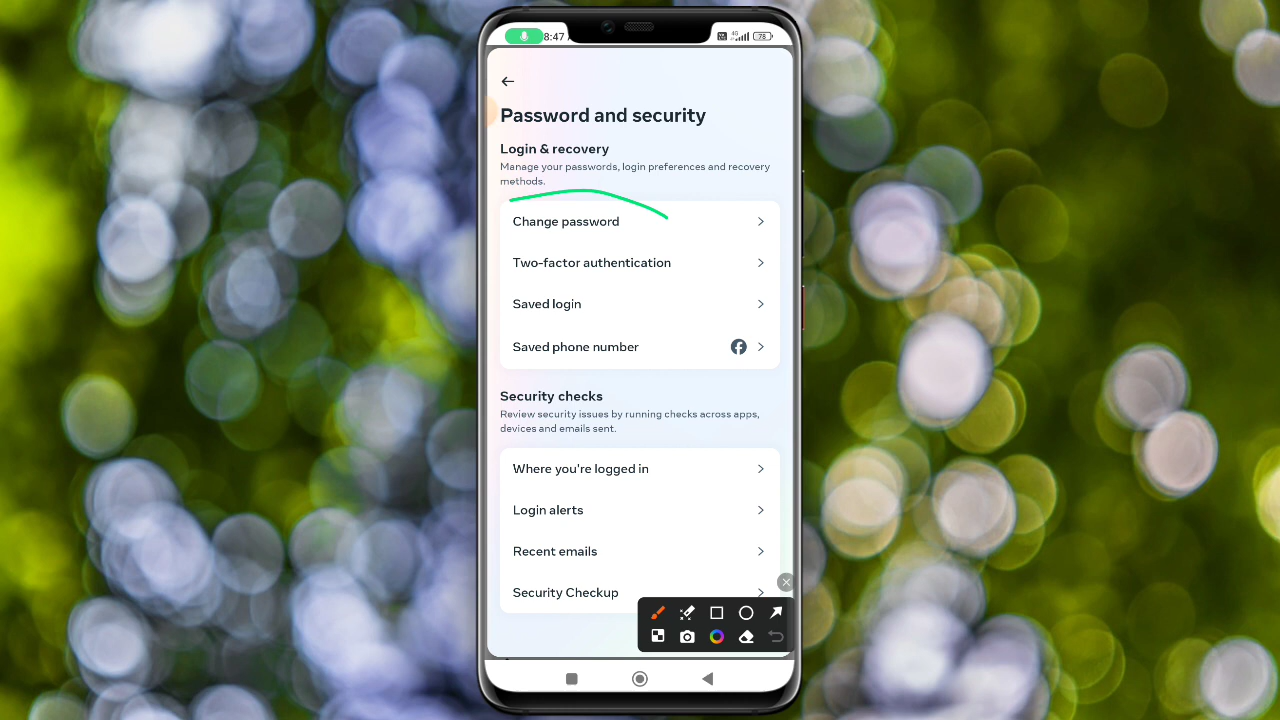 8:47
4G
78
Password and security
Login & recovery
Manage your passwords, login preferences and recovery
methods.
Change password
Two-factor authentication
Saved login
Saved phone number
Security checks
Review security issues by running checks across apps,
devices and emails sent.
Where you're logged in
Login alerts
Recent emails
Security Checkup